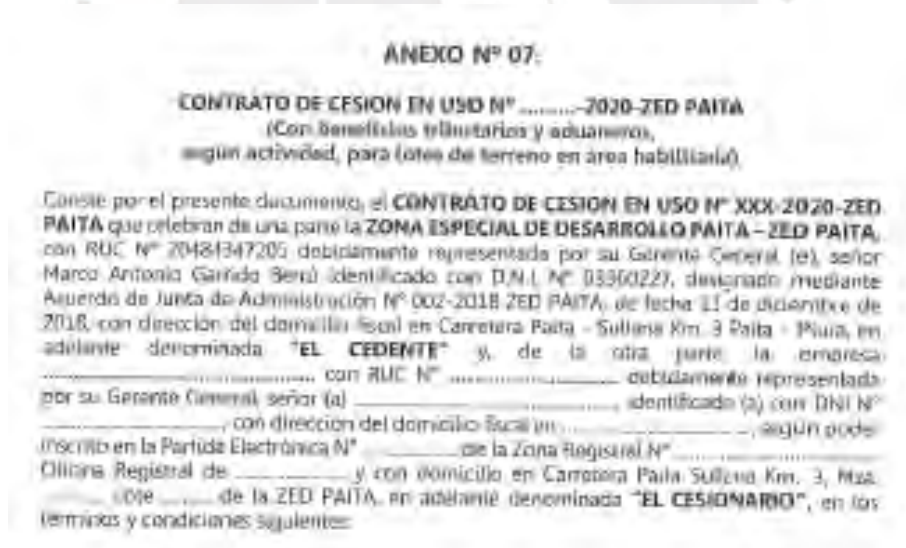 ANEXO Nº 07:
CONTRATO DE CESION EN USO Nº ..........-2020-ZED PAITA
(Con beneficios tributarios y aduaneros,
según actividad, para lotes de terreno en área habilitada)
Conste por el presente documento, el CONTRATO DE CESION EN USO Nº XXX-2020-ZED
PAITA que celebran de una parte la ZONA ESPECIAL DE DESARROLLO PAITA – ZED PAITA,
con RUC Nº 20484347205 debidamente representada por su Gerente General (e), señor
Marco Antonio Garrido Benú identificado con D.N.I. Nº 03360227, designado mediante
Acuerdo de Junta de Administración Nº 002-2018 ZED PAITA, de fecha 11 de diciembre de
2018, con dirección del domicilio fiscal en Carretera Paita - Sullana Km. 3 Paita - Piura, en
adelante denominada "EL CEDENTE" y, de la otra parte la empresa
........................................ con RUC Nº ........................ debidamente representada
por su Gerente General, señor (a) ........................, identificado (a) con DNI Nº
........................, con dirección del domicilio fiscal en ........................, según poder
inscrito en la Partida Electrónica Nº .............. de la Zona Registral Nº ........................
Oficina Registral de .............. y con domicilio en Carretera Paita Sullana Km. 3, Mza.
.......... Lote ........ de la ZED PAITA, en adelante denominada "EL CESIONARIO", en los
términos y condiciones siguientes: